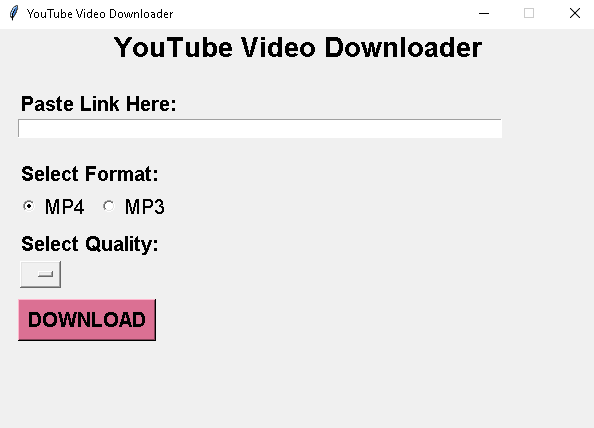 YouTube Video Downloader
YouTube Video Downloader
Paste Link Here:
Select Format:
MP4 MP3
Select Quality:
DOWNLOAD